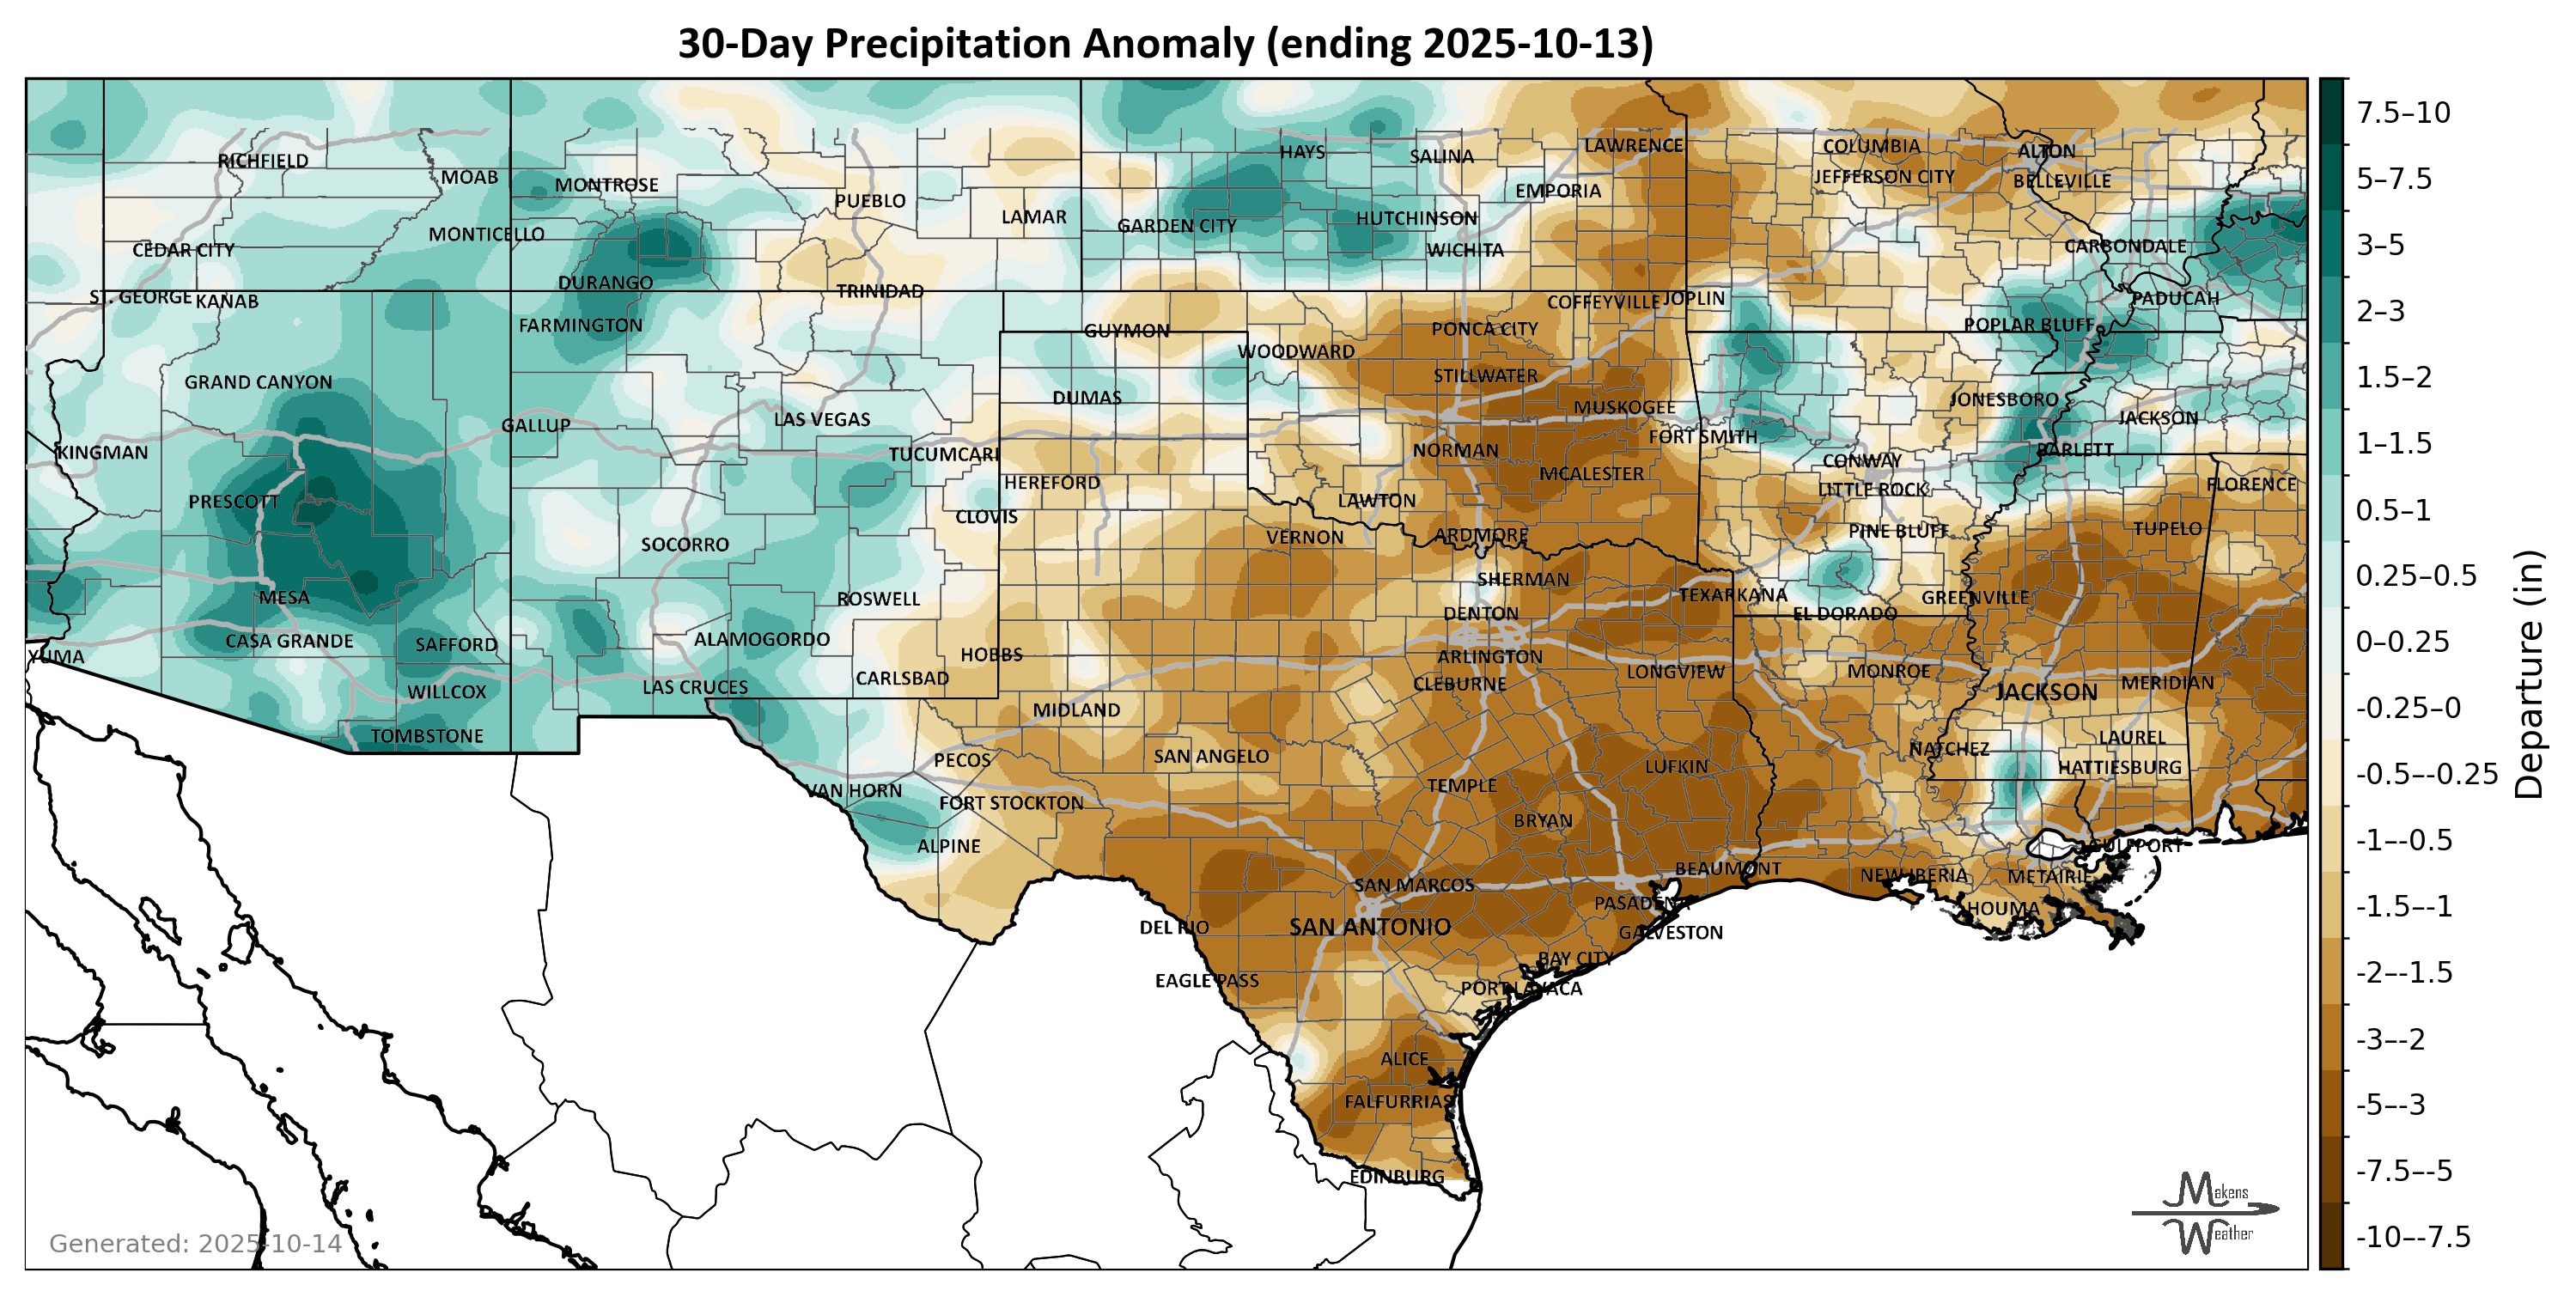 30-Day Precipitation Anomaly (ending 2025-10-13)
RICHFIELD
MOAB
MONTROSE
PUEBLO
LAMAR
HAYS
SALINA
LAWRENCE
EMPORIA
COLUMBIA
JEFFERSON CITY
ALTON
BELLEVILLE
CEDAR CITY
MONTICELLO
DURANGO
GARDEN CITY
HUTCHINSON
WICHITA
CARBONDALE
ST. GEORGE
KANAB
FARMINGTON
TRINIDAD
GUYMON
COFFEYVILLE
JOPLIN
PONCA CITY
PADUCAH
POPLAR BLUFF
WOODWARD
STILLWATER
GRAND CANYON
GALLUP
LAS VEGAS
DUMAS
MUSKOGEE
FORT SMITH
JONESBORO
JACKSON
KINGMAN
TUCUMCARI
HEREFORD
NORMAN
MCALESTER
CONWAY
BARLETT
LITTLE ROCK
FLORENCE
PRESCOTT
CLOVIS
LAWTON
SOCORRO
VERNON
ARDMORE
PINE BLUFF
TUPELO
MESA
ROSWELL
SHERMAN
DENTON
TEXARKANA
EL DORADO
GREENVILLE
CASA GRANDE
SAFFORD
ALAMOGORDO
HOBBS
ARLINGTON
YUMA
WILLCOX
LAS CRUCES
CARLSBAD
CLEBURNE
LONGVIEW
MONROE
JACKSON
MERIDIAN
TOMBSTONE
MIDLAND
PECOS
SAN ANGELO
LUFKIN
NATCHEZ
LAUREL
HATTIESBURG
VAN HORN
FORT STOCKTON
TEMPLE
BRYAN
ALPINE
GULFPORT
SAN MARCOS
BEAUMONT
NEW IBERIA
METAIRIE
PASADENA
HOUMA
DEL RIO
SAN ANTONIO
GALVESTON
BAY CITY
EAGLE PASS
PORT LAVACA
ALICE
FALFURRIAS
EDINBURG
Generated: 2025-10-14
Makens
Weather
7.5–10
5–7.5
3–5
2–3
1.5–2
1–1.5
0.5–1
0.25–0.5
0–0.25
-0.25–0
-0.5–-0.25
-1–-0.5
-1.5–-1
-2–-1.5
-3–-2
-5–-3
-7.5–-5
-10–-7.5
Departure (in)